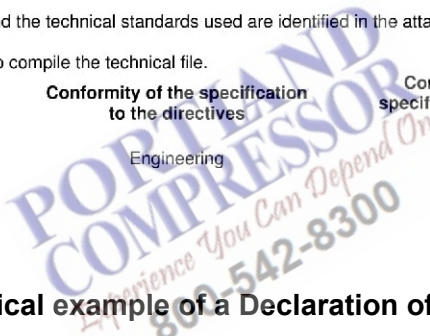 d the technical standards used are identified in the atta
o compile the technical file.
Conformity of the specification
to the directives
Con
specif
Engineering
PORTLAND
COMPRESSOR
Experience You Can Depend On
800-542-8300
ical example of a Declaration of